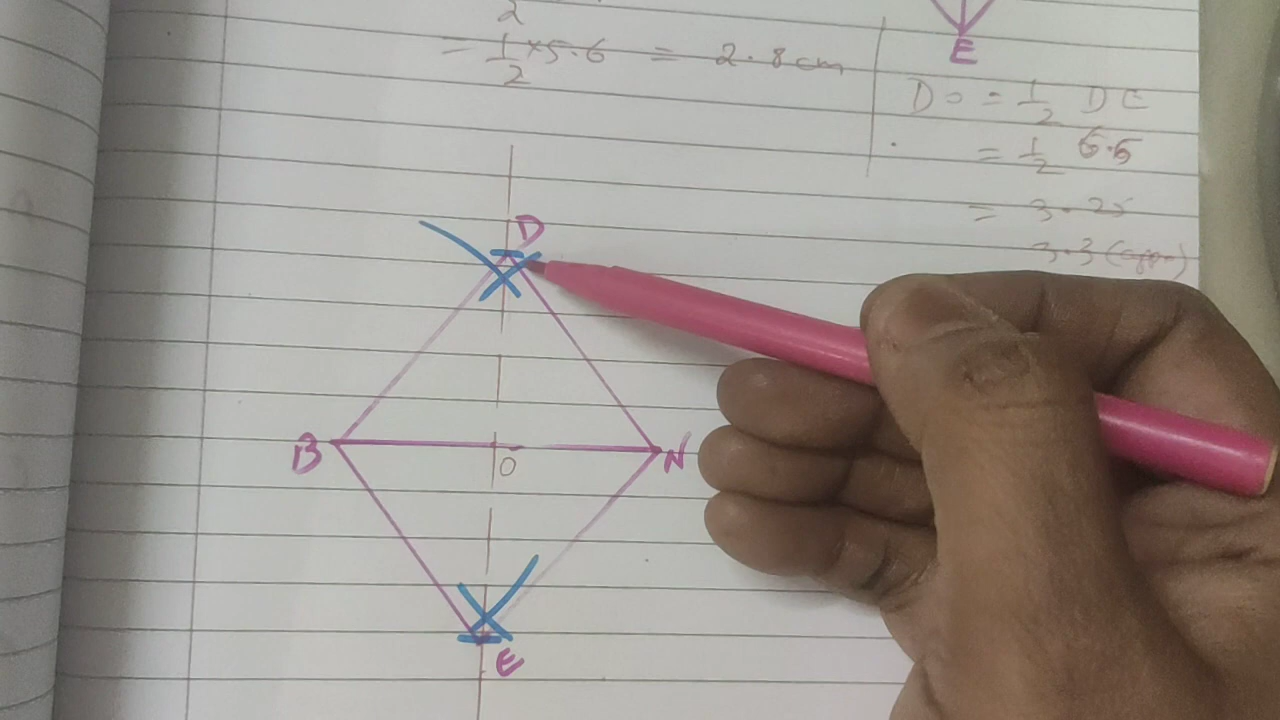 2
= 1/2 × 5.6 = 2.8 cm
E
DO = 1/2 DE
= 1/2 6.5
= 3.25
3.3 (appr)
D
B
O
N
E